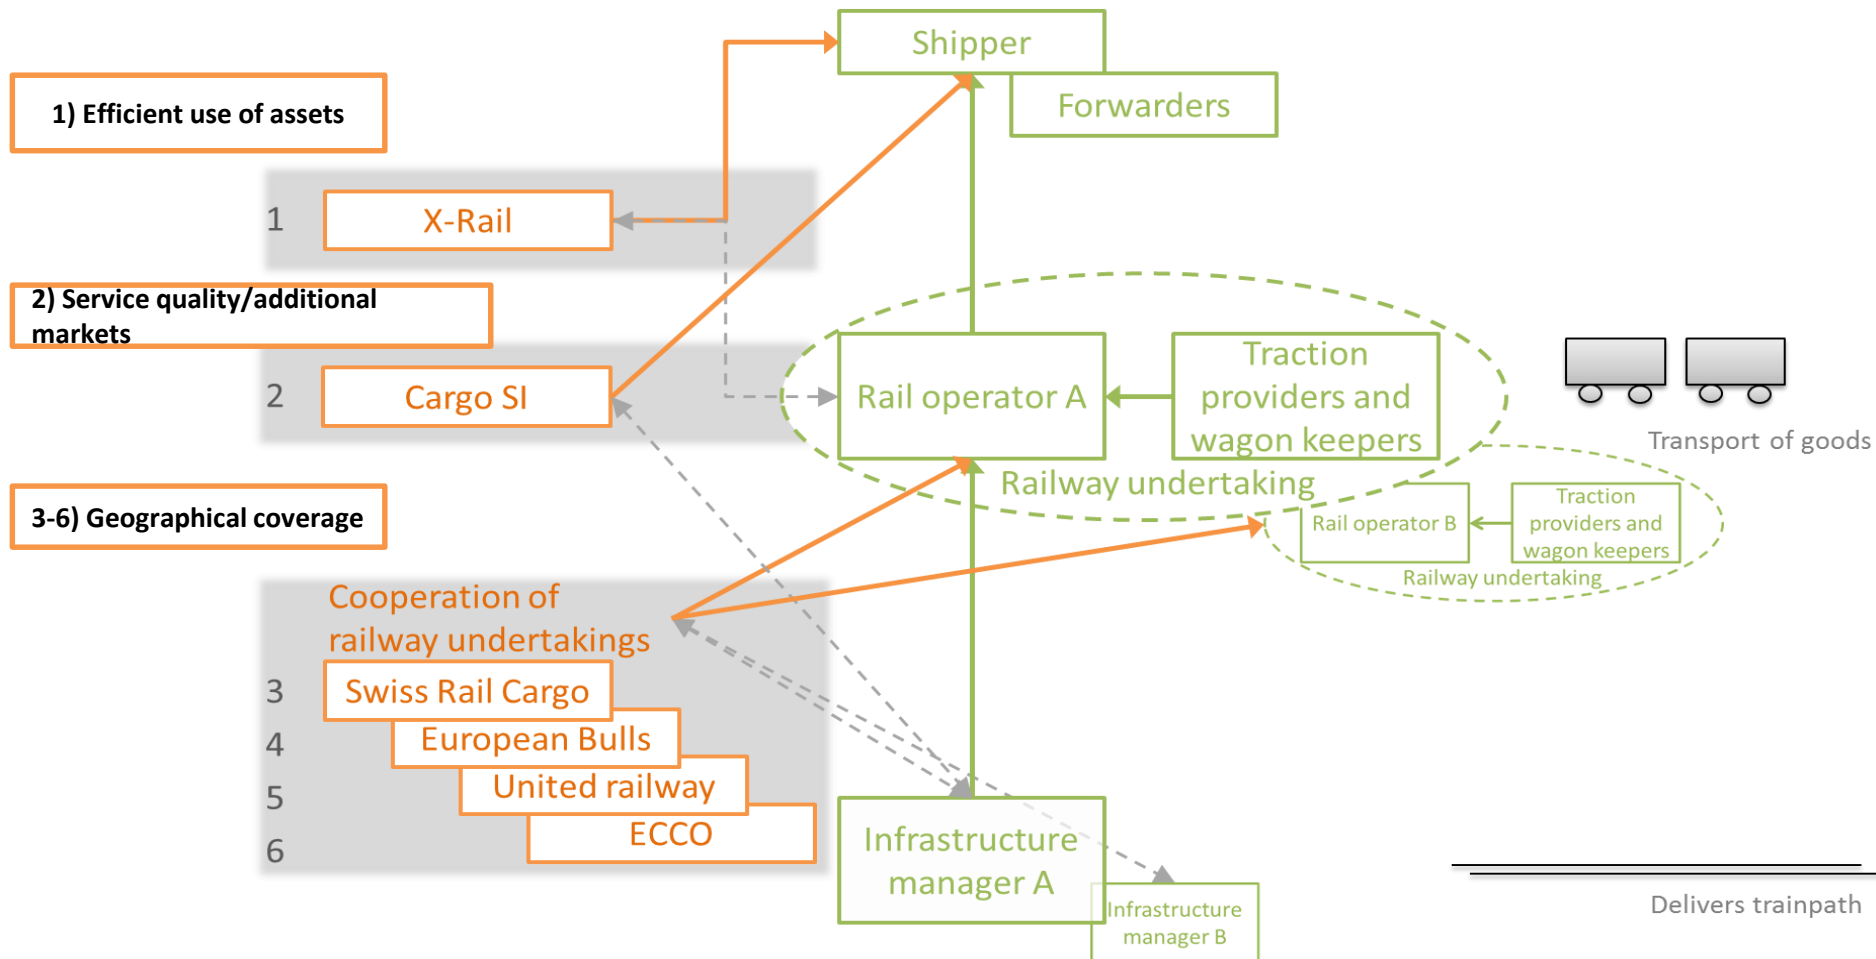 Shipper
Forwarders
1) Efficient use of assets
1
X-Rail
2) Service quality/additional
markets
2
Cargo SI
Rail operator A
Traction
providers and
wagon keepers
Railway undertaking
Transport of goods
3-6) Geographical coverage
Rail operator B
Traction
providers and
wagon keepers
Railway undertaking
Cooperation of
railway undertakings
3
Swiss Rail Cargo
4
European Bulls
5
United railway
6
ECCO
Infrastructure
manager A
Infrastructure
manager B
Delivers trainpath